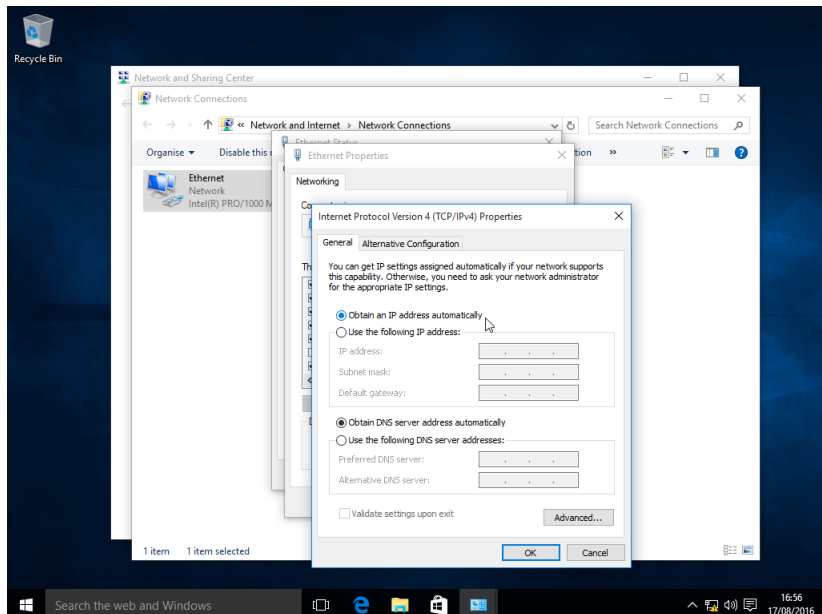 Recycle Bin
Network and Sharing Center
Network Connections
« Network and Internet › Network Connections
Search Network Connections
Organise
Disable this
»
Ethernet
Network
Intel(R) PRO/1000 M
Ethernet Status
Ethernet Properties
Networking
Internet Protocol Version 4 (TCP/IPv4) Properties
General
Alternative Configuration
You can get IP settings assigned automatically if your network supports
this capability. Otherwise, you need to ask your network administrator
for the appropriate IP settings.
Obtain an IP address automatically
Use the following IP address:
IP address:
Subnet mask:
Default gateway:
Obtain DNS server address automatically
Use the following DNS server addresses:
Preferred DNS server:
Alternative DNS server:
Validate settings upon exit
Advanced...
OK
Cancel
1 item
1 item selected
Search the web and Windows
16:56
17/08/2016